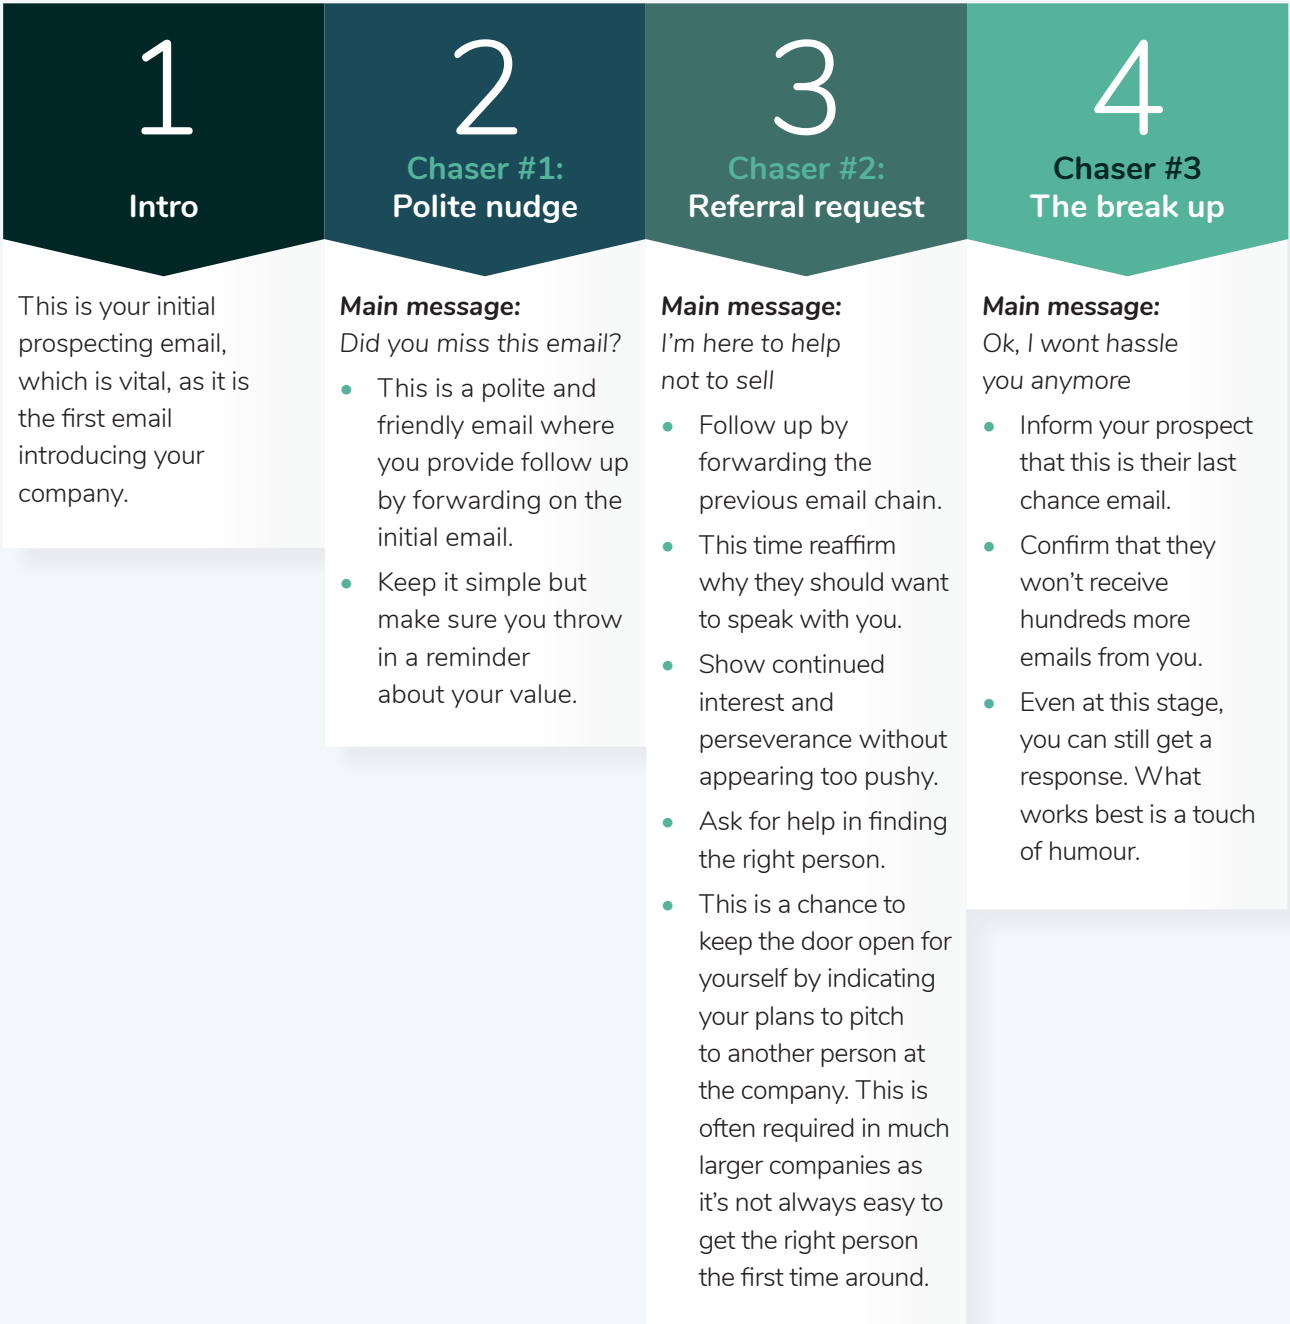 1
Intro
This is your initial
prospecting email,
which is vital, as it is
the first email
introducing your
company.
2
Chaser #1:
Polite nudge
Main message:
Did you miss this email?
• This is a polite and
friendly email where
you provide follow up
by forwarding on the
initial email.
• Keep it simple but
make sure you throw
in a reminder
about your value.
3
Chaser #2:
Referral request
Main message:
I'm here to help
not to sell
• Follow up by
forwarding the
previous email chain.
• This time reaffirm
why they should want
to speak with you.
• Show continued
interest and
perseverance without
appearing too pushy.
• Ask for help in finding
the right person.
• This is a chance to
keep the door open for
yourself by indicating
your plans to pitch
to another person at
the company. This is
often required in much
larger companies as
it's not always easy to
get the right person
the first time around.
4
Chaser #3
The break up
Main message:
Ok, I wont hassle
you anymore
• Inform your prospect
that this is their last
chance email.
• Confirm that they
won't receive
hundreds more
emails from you.
• Even at this stage,
you can still get a
response. What
works best is a touch
of humour.